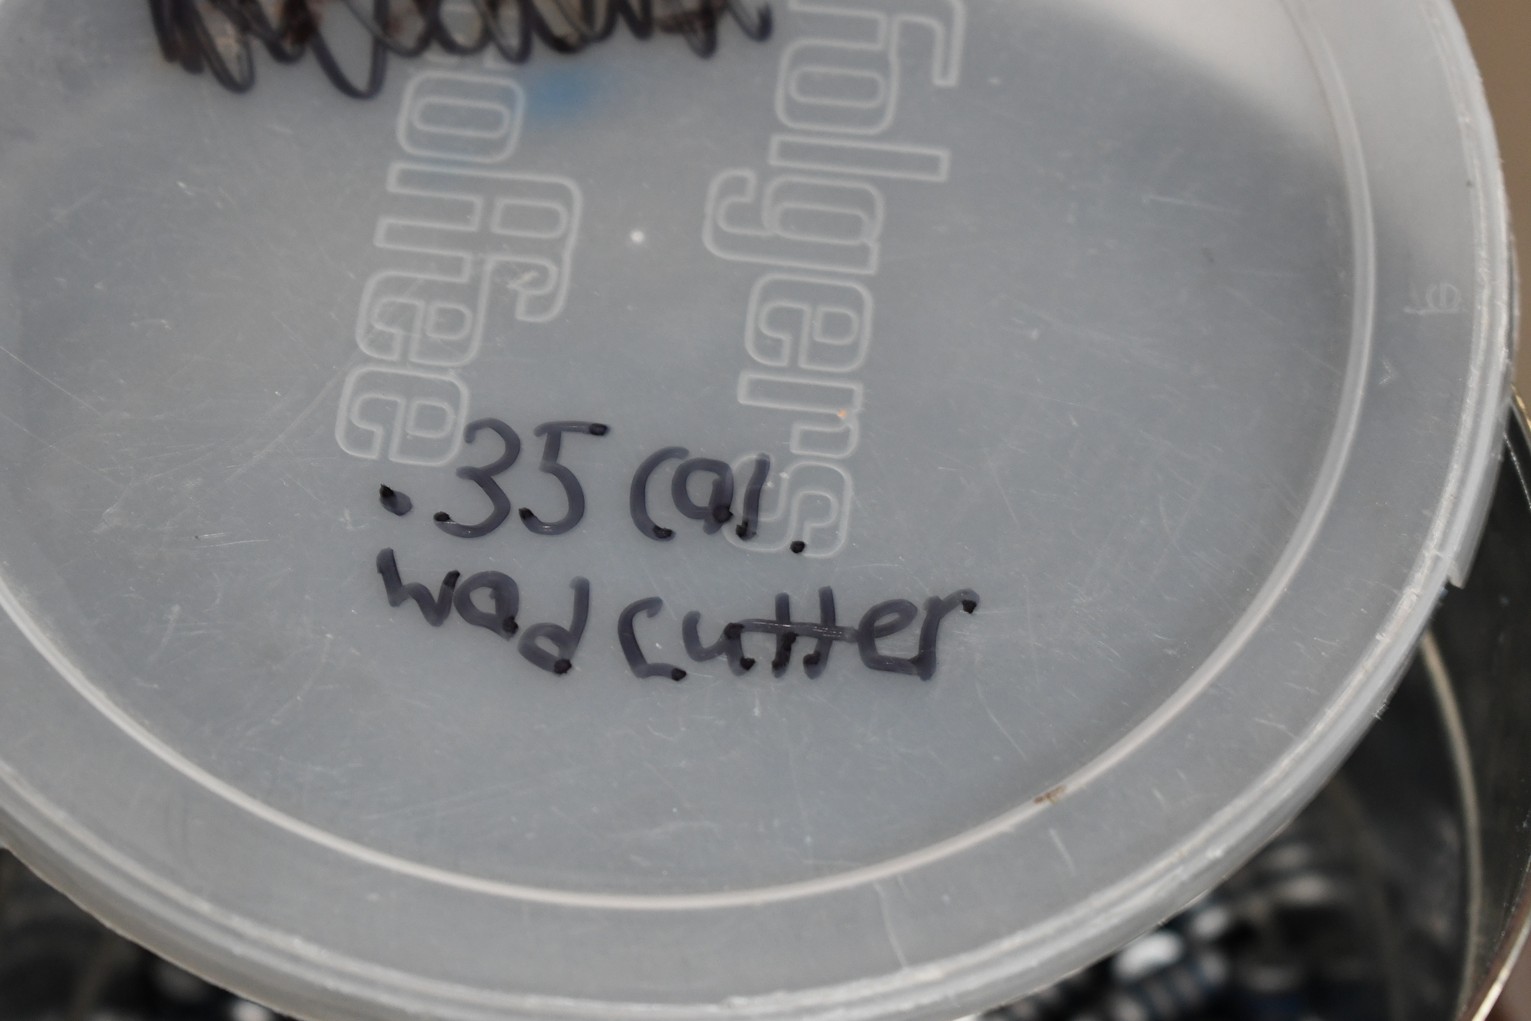 folgers
coffee
.35 cal.
wad cutter